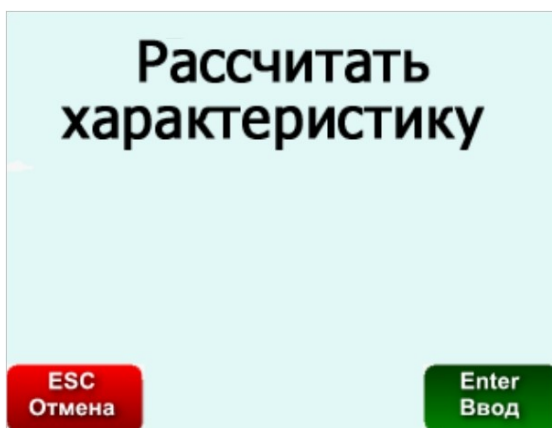 Рассчитать
характеристику
ESC
Отмена
Enter
Ввод